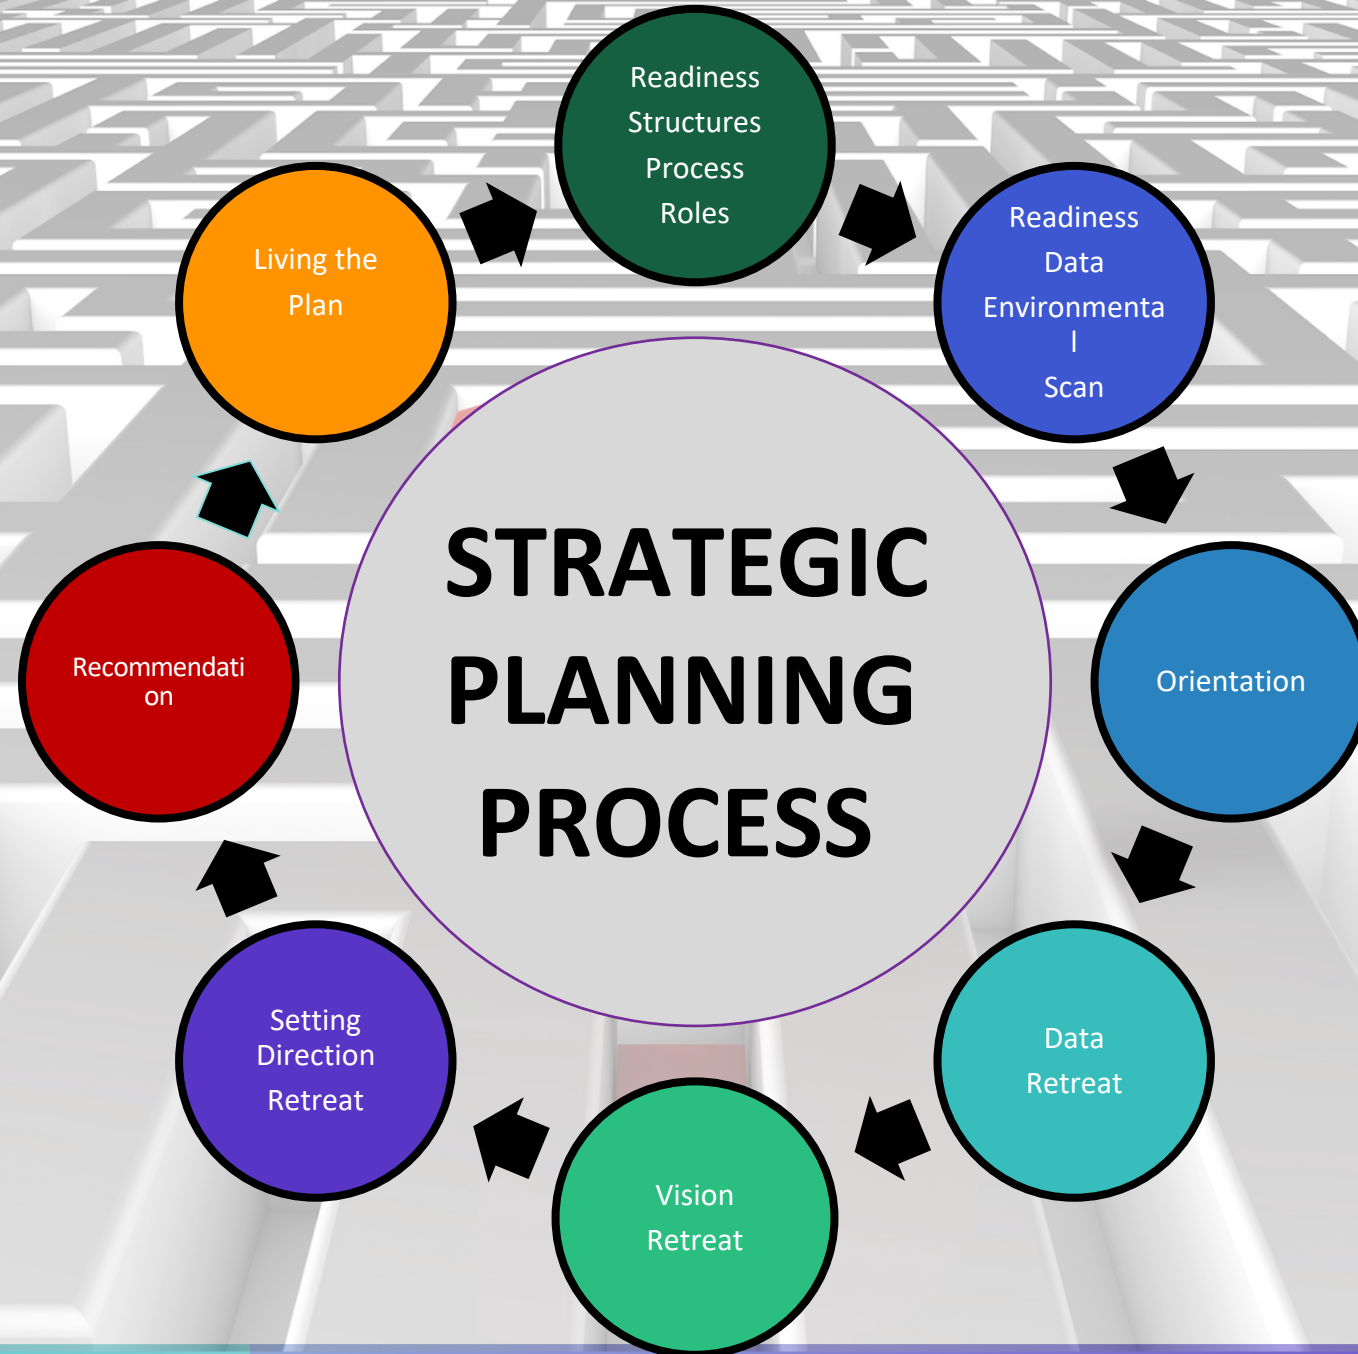 Readiness
Structures
Process
Roles
Readiness
Data
Environmenta
l
Scan
Orientation
Data
Retreat
Vision
Retreat
Setting
Direction
Retreat
Recommendati
on
Living the
Plan
STRATEGIC
PLANNING
PROCESS